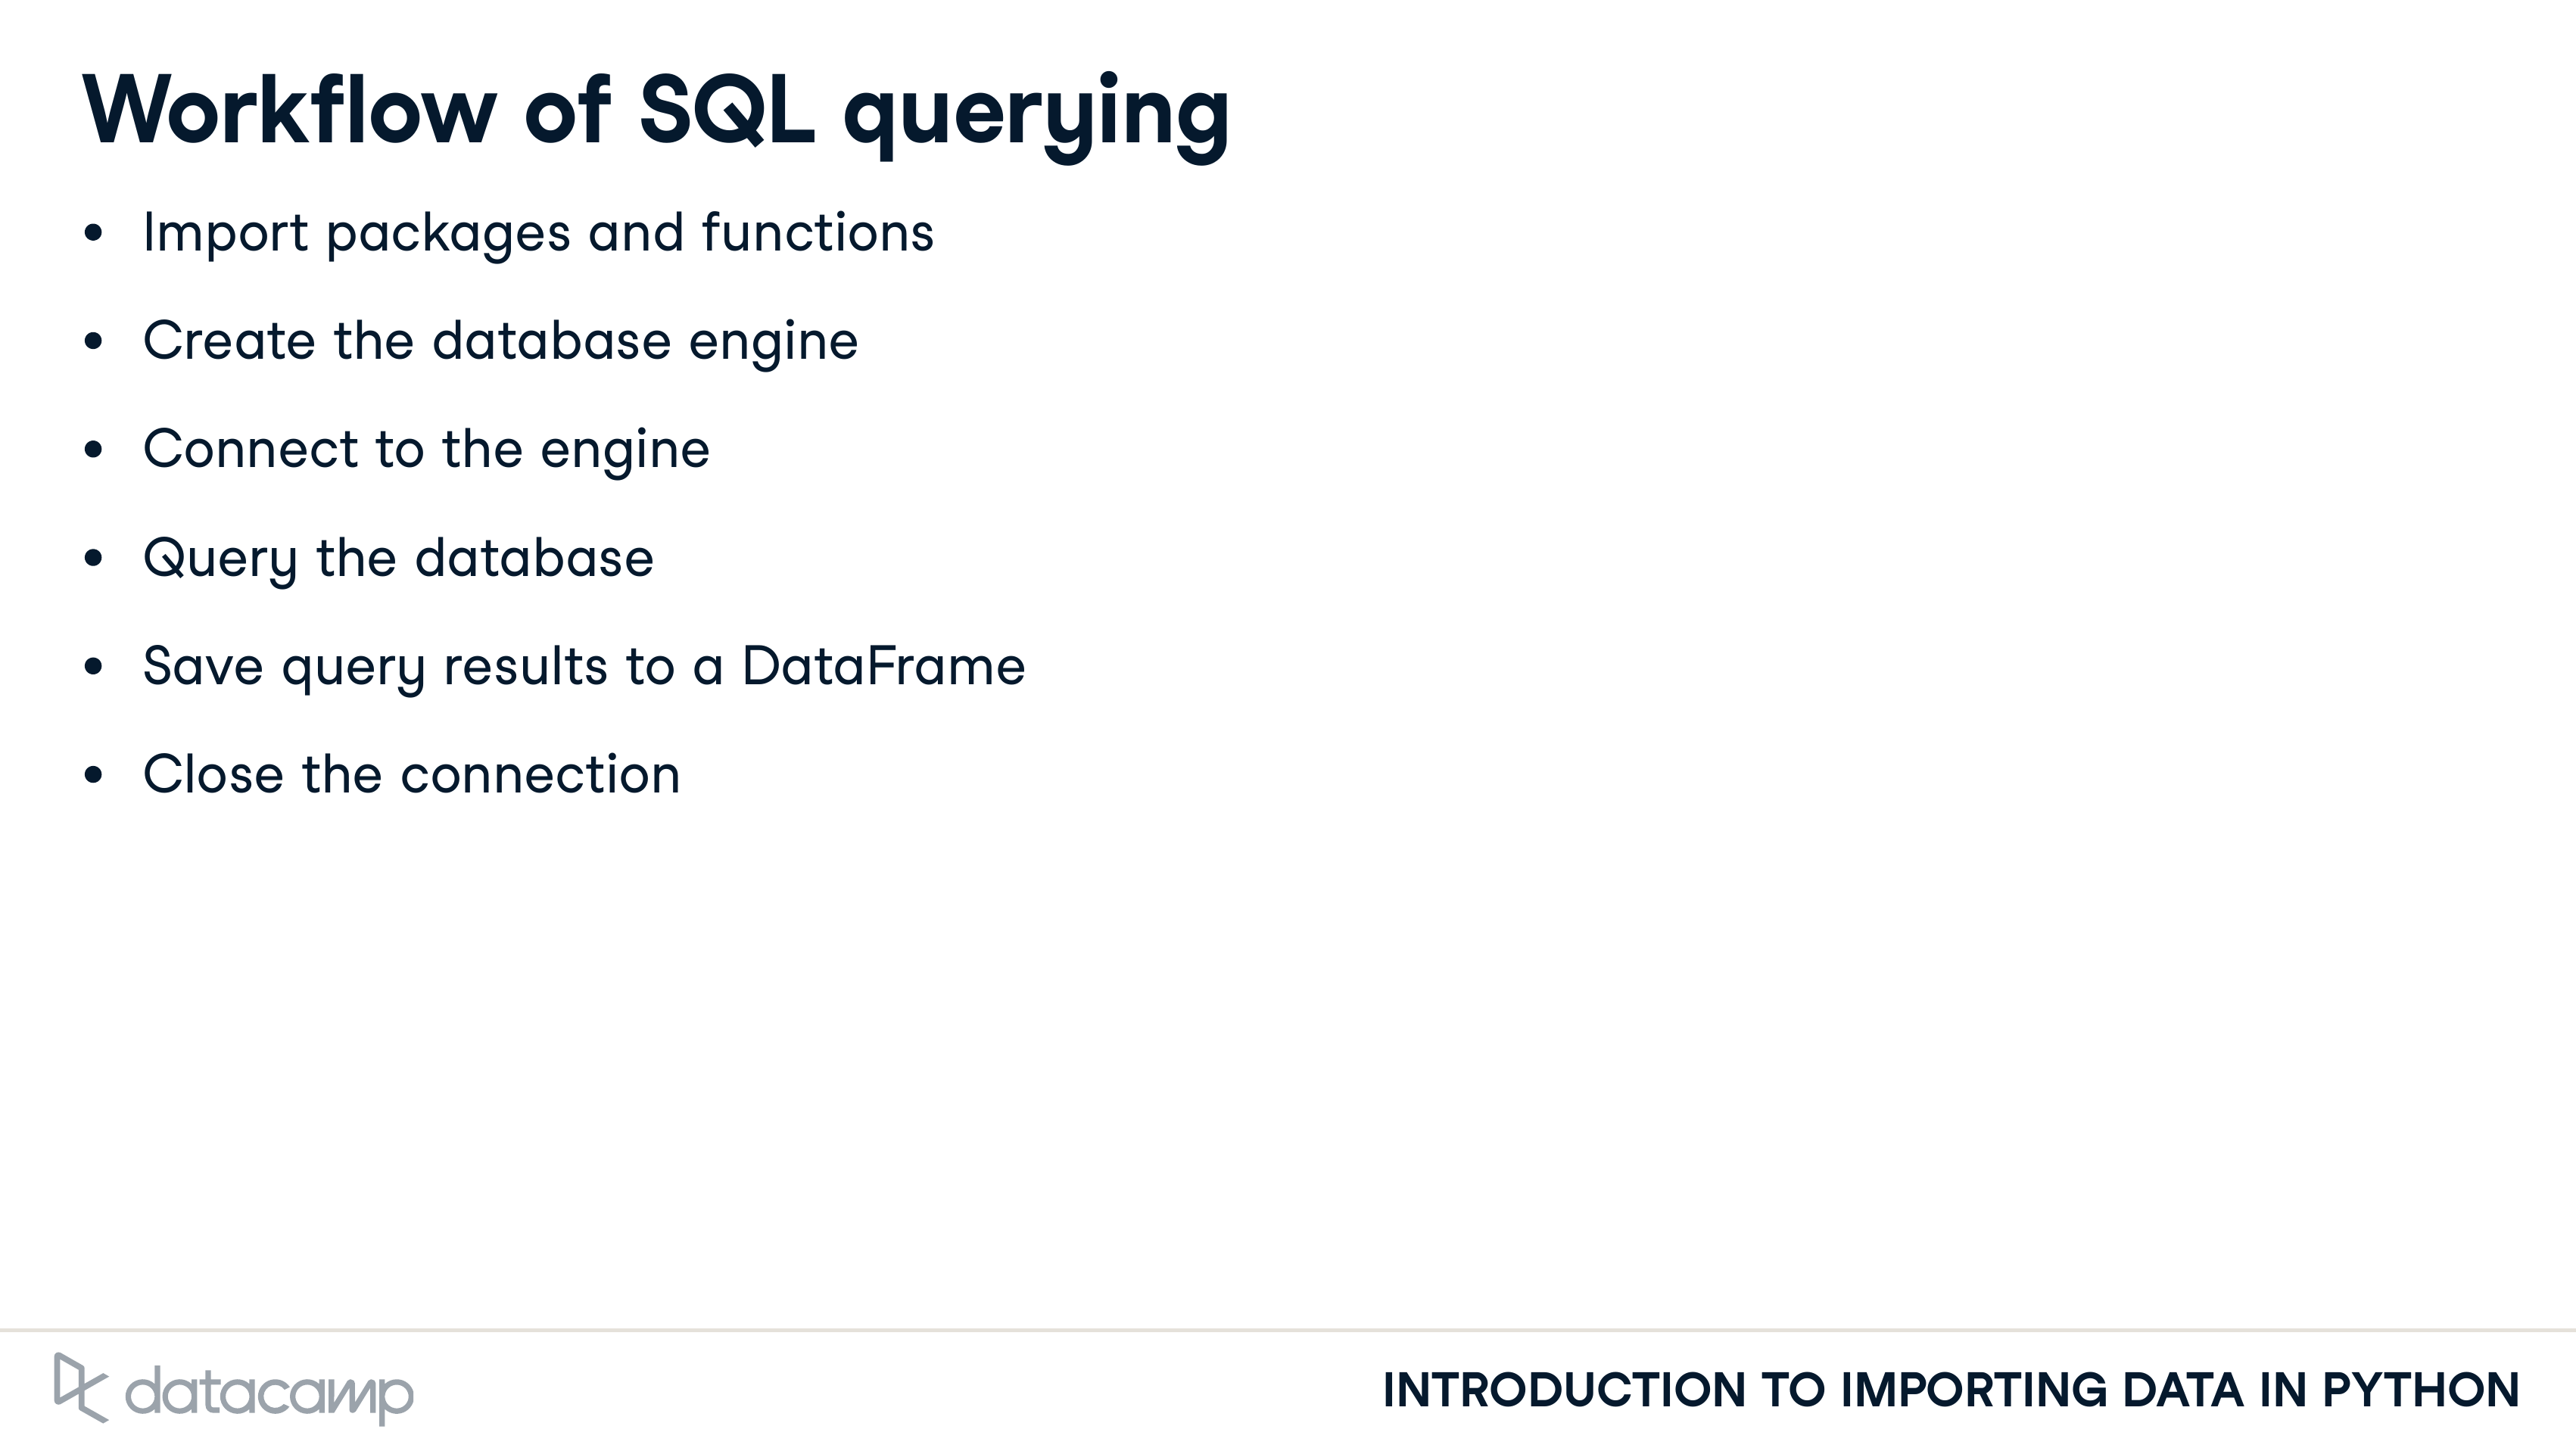 Workflow of SQL querying
• Import packages and functions
• Create the database engine
• Connect to the engine
• Query the database
• Save query results to a DataFrame
• Close the connection
datacamp
INTRODUCTION TO IMPORTING DATA IN PYTHON